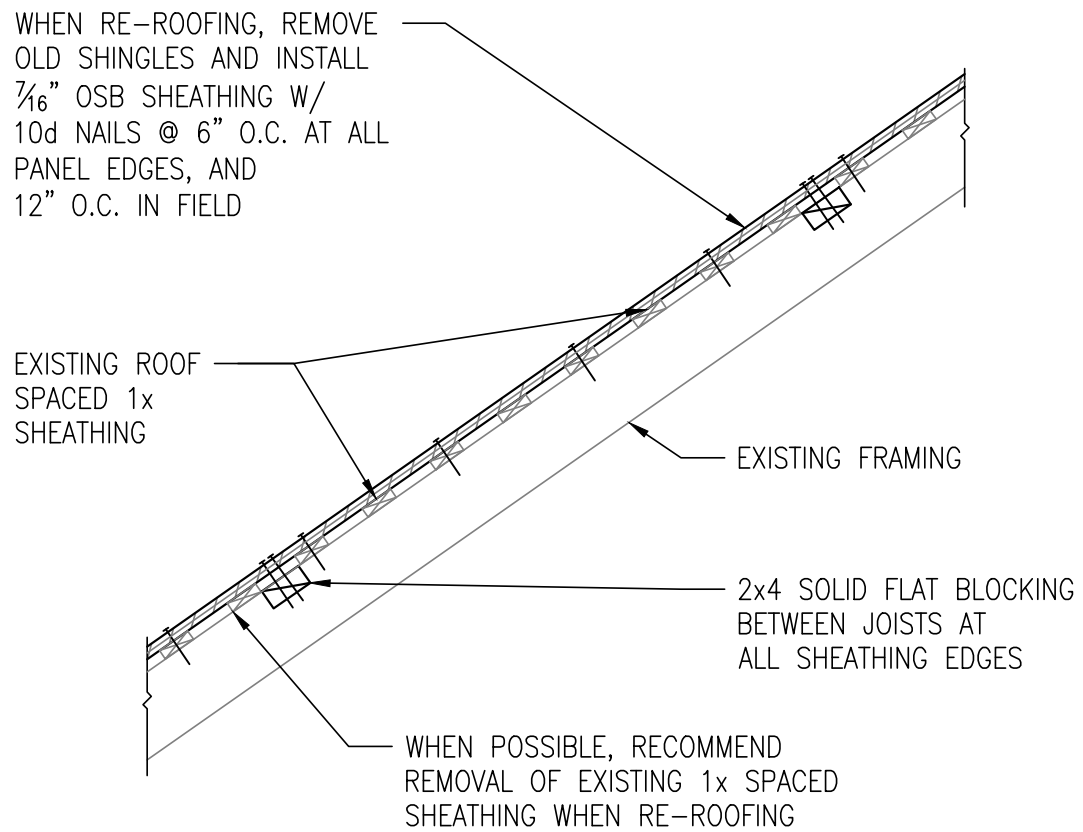 WHEN RE-ROOFING, REMOVE
OLD SHINGLES AND INSTALL
7/16" OSB SHEATHING W/
10d NAILS @ 6" O.C. AT ALL
PANEL EDGES, AND
12" O.C. IN FIELD
EXISTING ROOF
SPACED 1x
SHEATHING
EXISTING FRAMING
2x4 SOLID FLAT BLOCKING
BETWEEN JOISTS AT
ALL SHEATHING EDGES
WHEN POSSIBLE, RECOMMEND
REMOVAL OF EXISTING 1x SPACED
SHEATHING WHEN RE-ROOFING